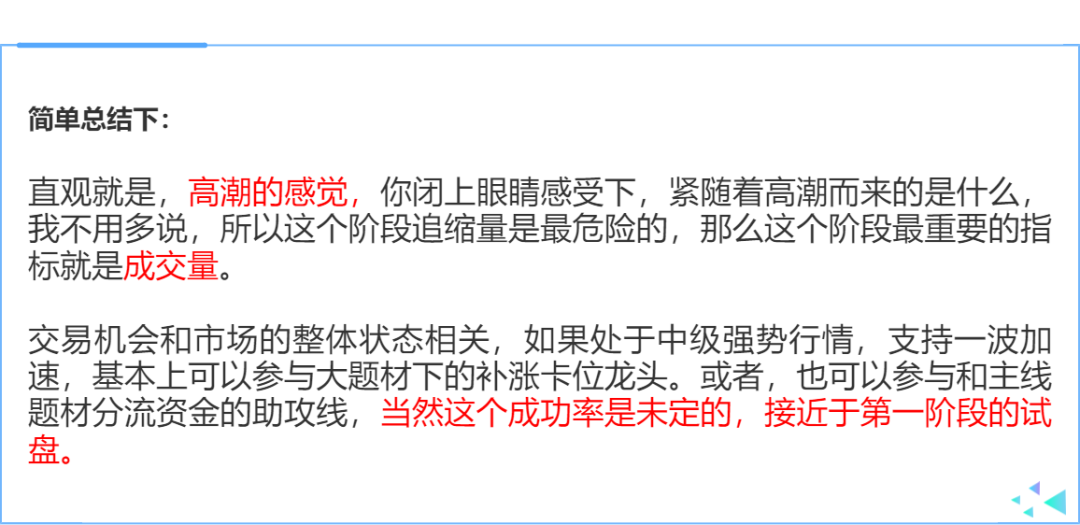 简单总结下：
直观就是，高潮的感觉，你闭上眼睛感受下，紧随着高潮而来的是什么，
我不用多说，所以这个阶段追缩量是最危险的，那么这个阶段最重要的指
标就是成交量。
交易机会和市场的整体状态相关，如果处于中级强势行情，支持一波加
速，基本上可以参与大题材下的补涨卡位龙头。或者，也可以参与和主线
题材分流资金的助攻线，当然这个成功率是未定的，接近于第一阶段的试
盘。